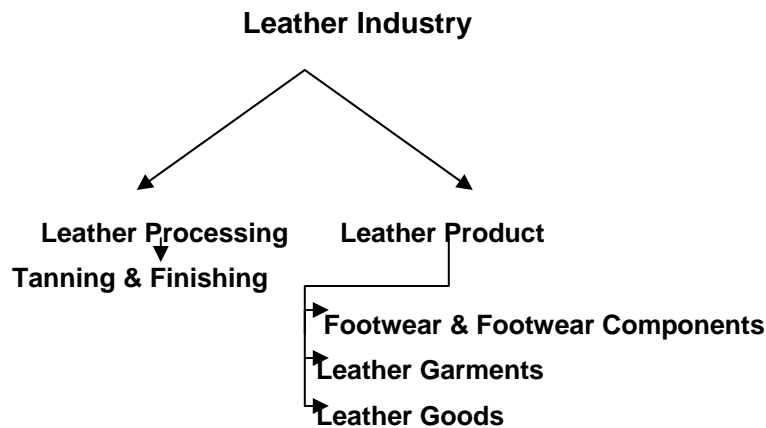 Leather Industry
Leather Processing
Leather Product
Tanning & Finishing
Footwear & Footwear Components
Leather Garments
Leather Goods